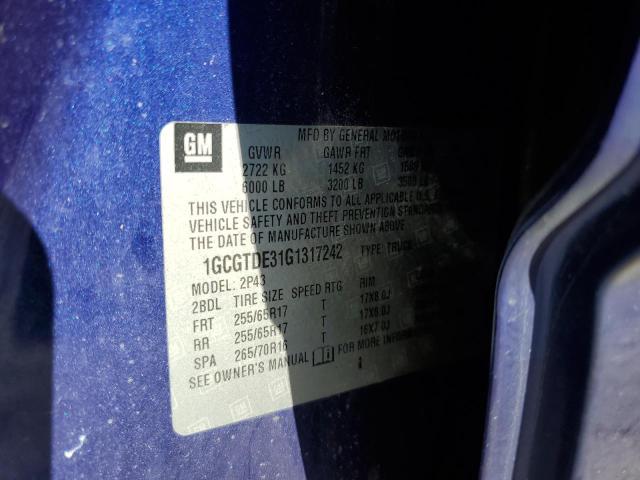 GM
MFD BY GENERAL MOTORS
GVWR GAWR FRT
2722 KG 1452 KG
6000 LB 3200 LB 3500 LB
THIS VEHICLE CONFORMS TO ALL APPLICABLE U.S.
VEHICLE SAFETY AND THEFT PREVENTION STANDARDS
THE DATE OF MANUFACTURE SHOWN ABOVE.
1GCGTDE31G1317242 TYPE: TRUCK
MODEL: 2P43
2BDL TIRE SIZE SPEED RTG RIM
FRT 255/65R17 T 17X8.0J
RR 255/65R17 T 17X8.0J
SPA 265/70R16 T 16X7.0J
SEE OWNER'S MANUAL FOR MORE INFORMATION